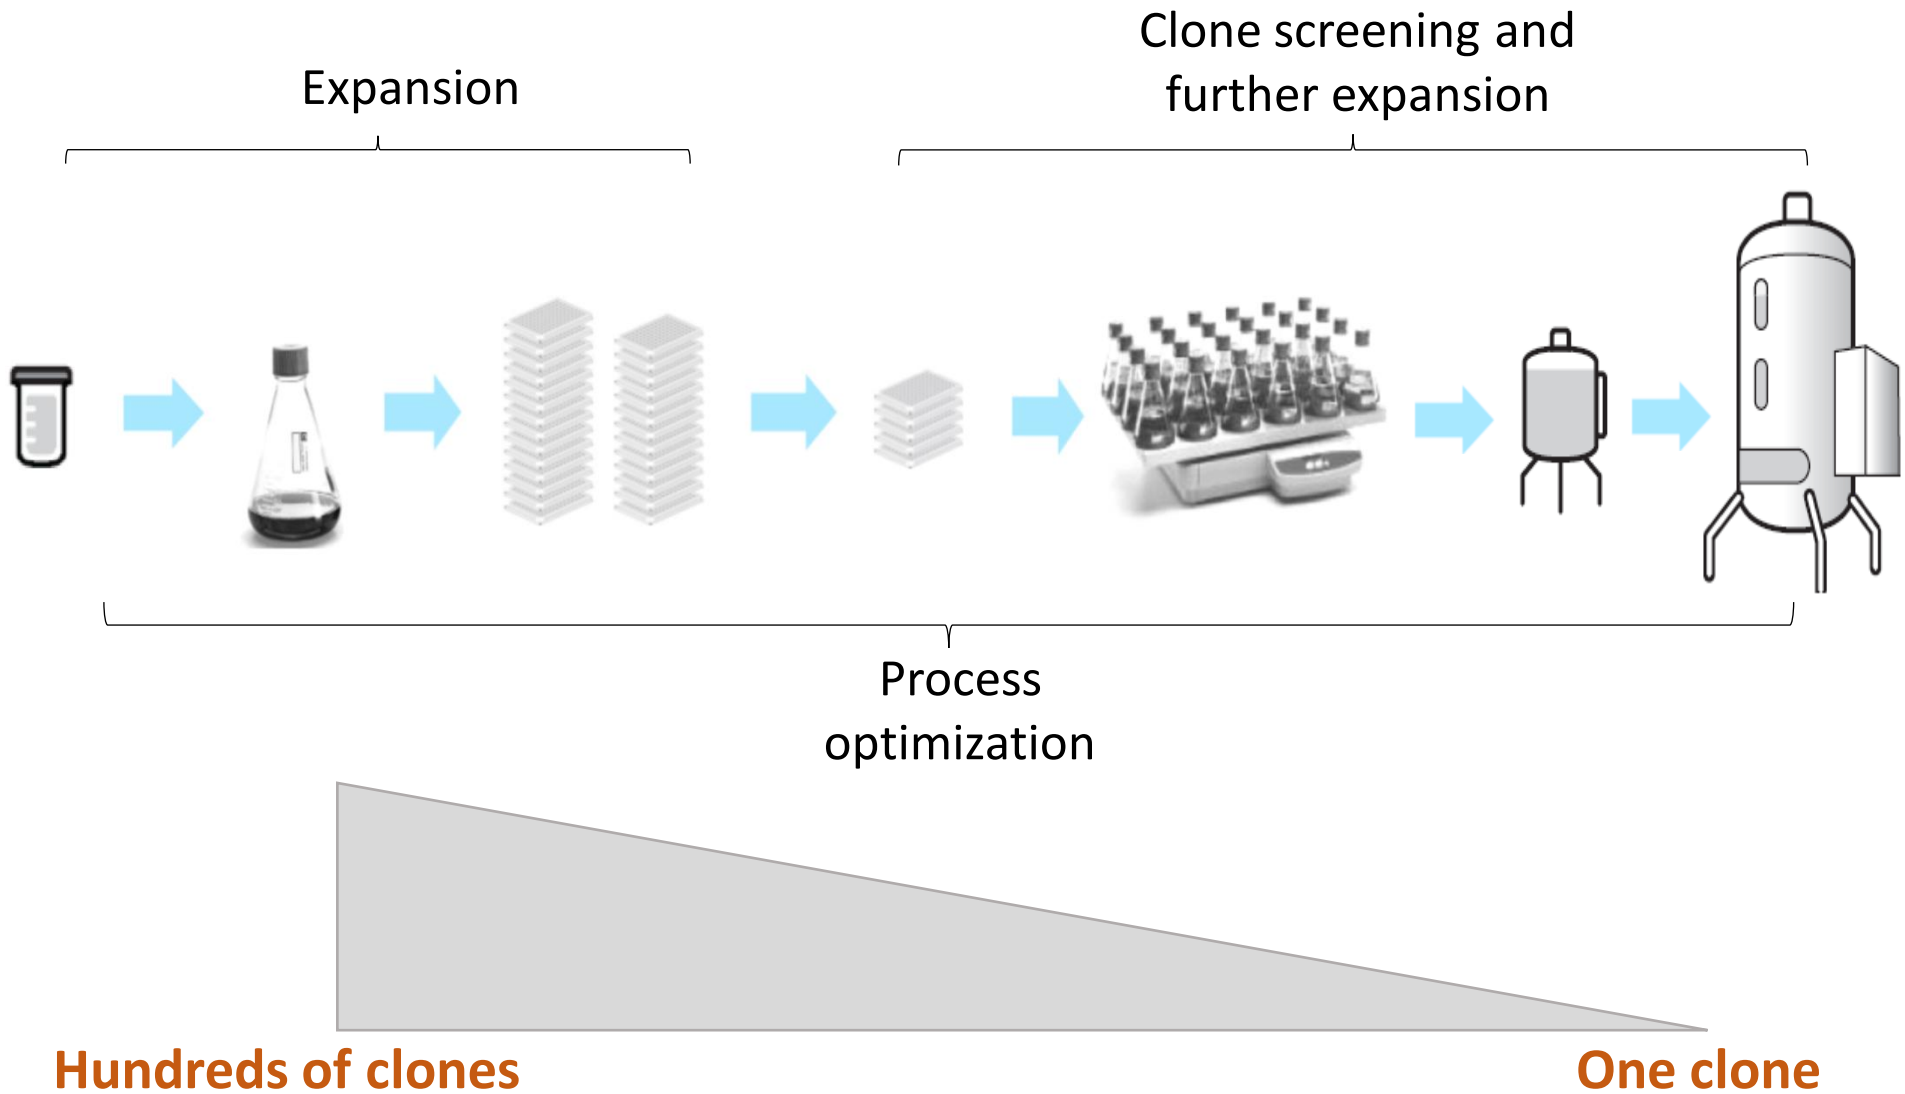 Expansion
Clone screening and
further expansion
Process
optimization
Hundreds of clones
One clone